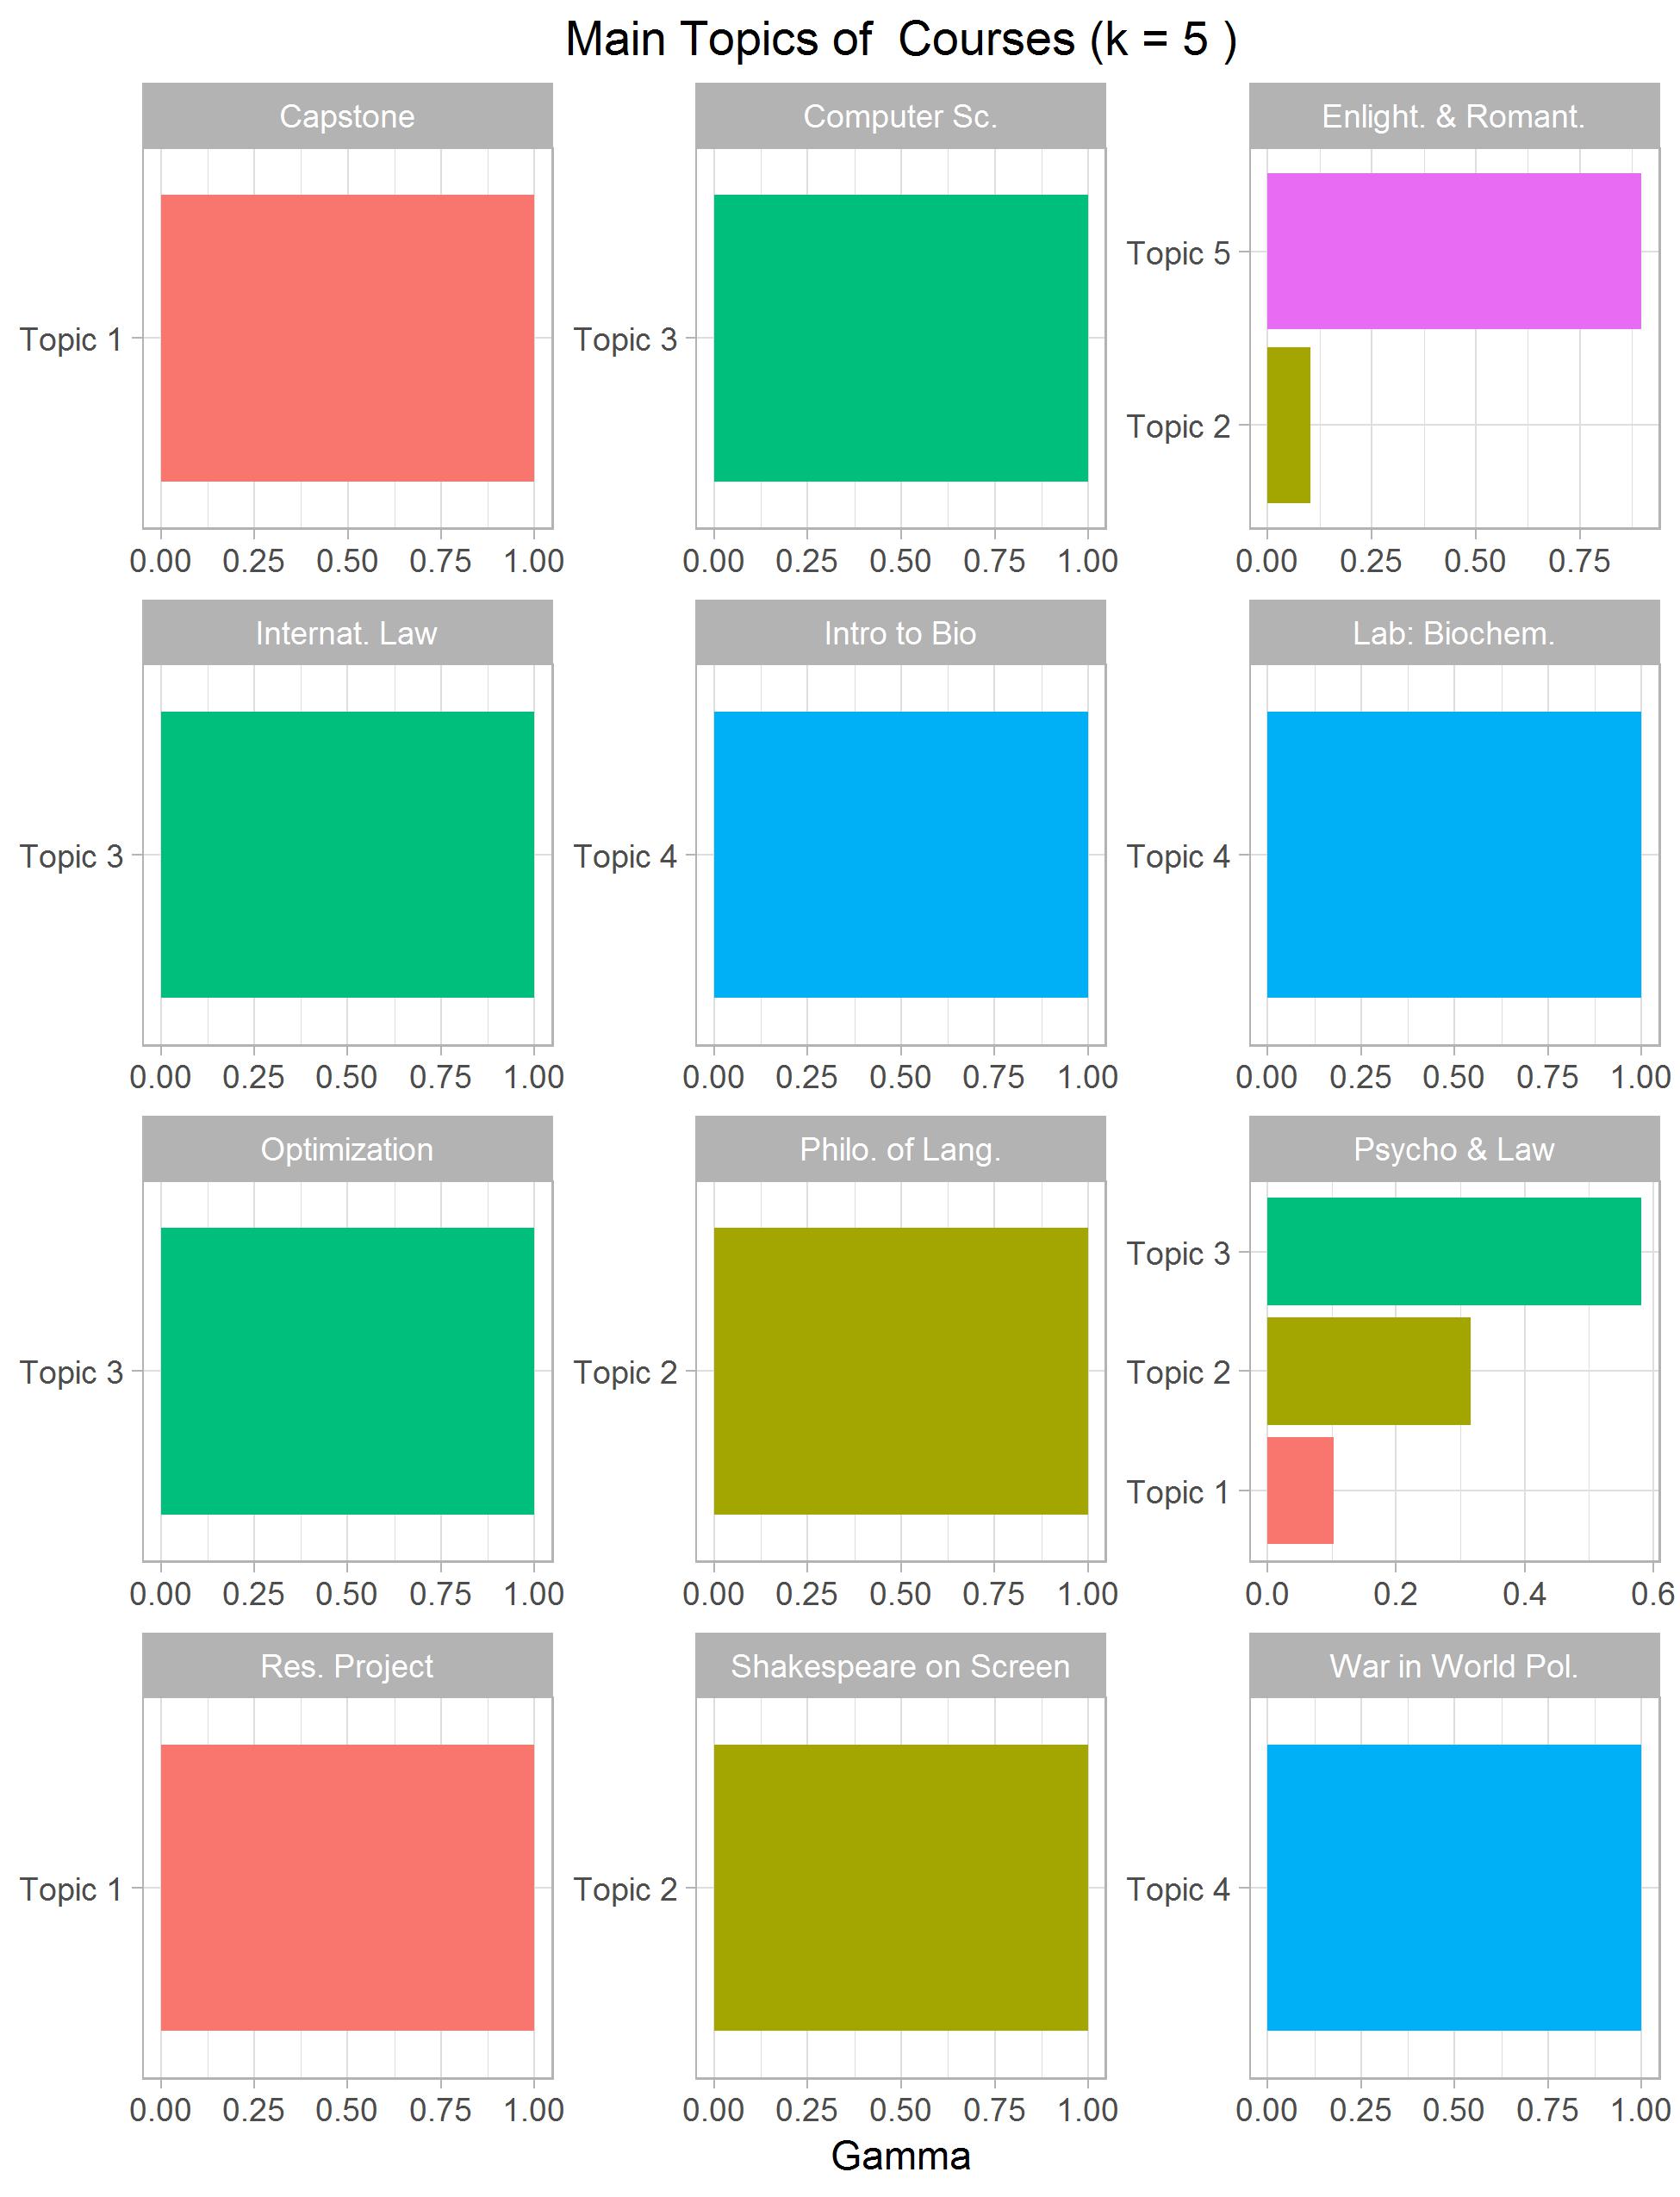 Main Topics of  Courses (k = 5 )
Capstone Computer Sc. Enlight. & Romant.
Topic 5
Topic 1 Topic 3
Topic 2
0.00 0.25 0.50 0.75 1.00 0.00 0.25 0.50 0.75 1.00 0.00 0.25 0.50 0.75
Internat. Law Intro to Bio Lab: Biochem.
Topic 3 Topic 4 Topic 4
0.00 0.25 0.50 0.75 1.00 0.00 0.25 0.50 0.75 1.00 0.00 0.25 0.50 0.75 1.00
Optimization Philo. of Lang. Psycho & Law
Topic 3
Topic 3 Topic 2 Topic 2
Topic 1
0.00 0.25 0.50 0.75 1.00 0.00 0.25 0.50 0.75 1.00 0.0 0.2 0.4 0.6
Res. Project Shakespeare on Screen War in World Pol.
Topic 1 Topic 2 Topic 4
0.00 0.25 0.50 0.75 1.00 0.00 0.25 0.50 0.75 1.00 0.00 0.25 0.50 0.75 1.00
Gamma